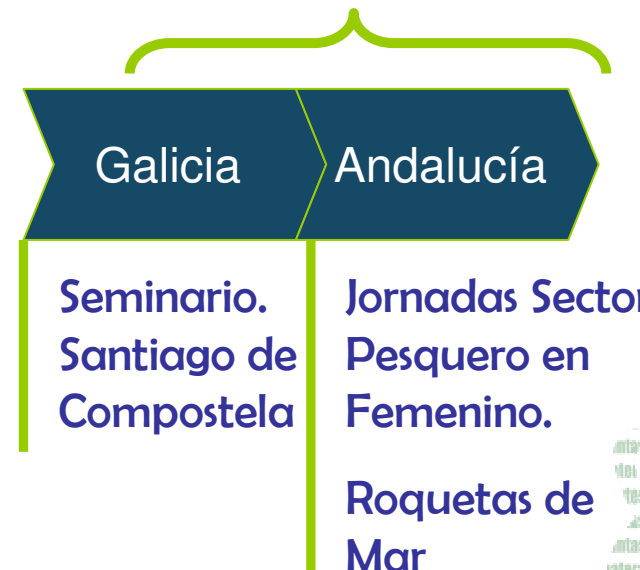 Galicia
Andalucía
Seminario.
Santiago de
Compostela
Jornadas Sector
Pesquero en
Femenino.
Roquetas de
Mar